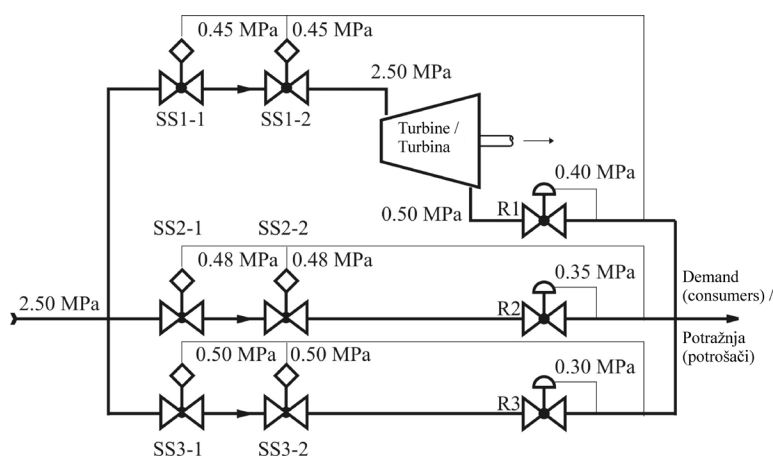 0.45 MPa
0.45 MPa
2.50 MPa
SS1-1
SS1-2
Turbine /
Turbina
0.40 MPa
0.50 MPa
R1
SS2-1
SS2-2
0.48 MPa
0.48 MPa
0.35 MPa
Demand
(consumers) /
2.50 MPa
R2
Potražnja
(potrošači)
0.50 MPa
0.50 MPa
0.30 MPa
R3
SS3-1
SS3-2